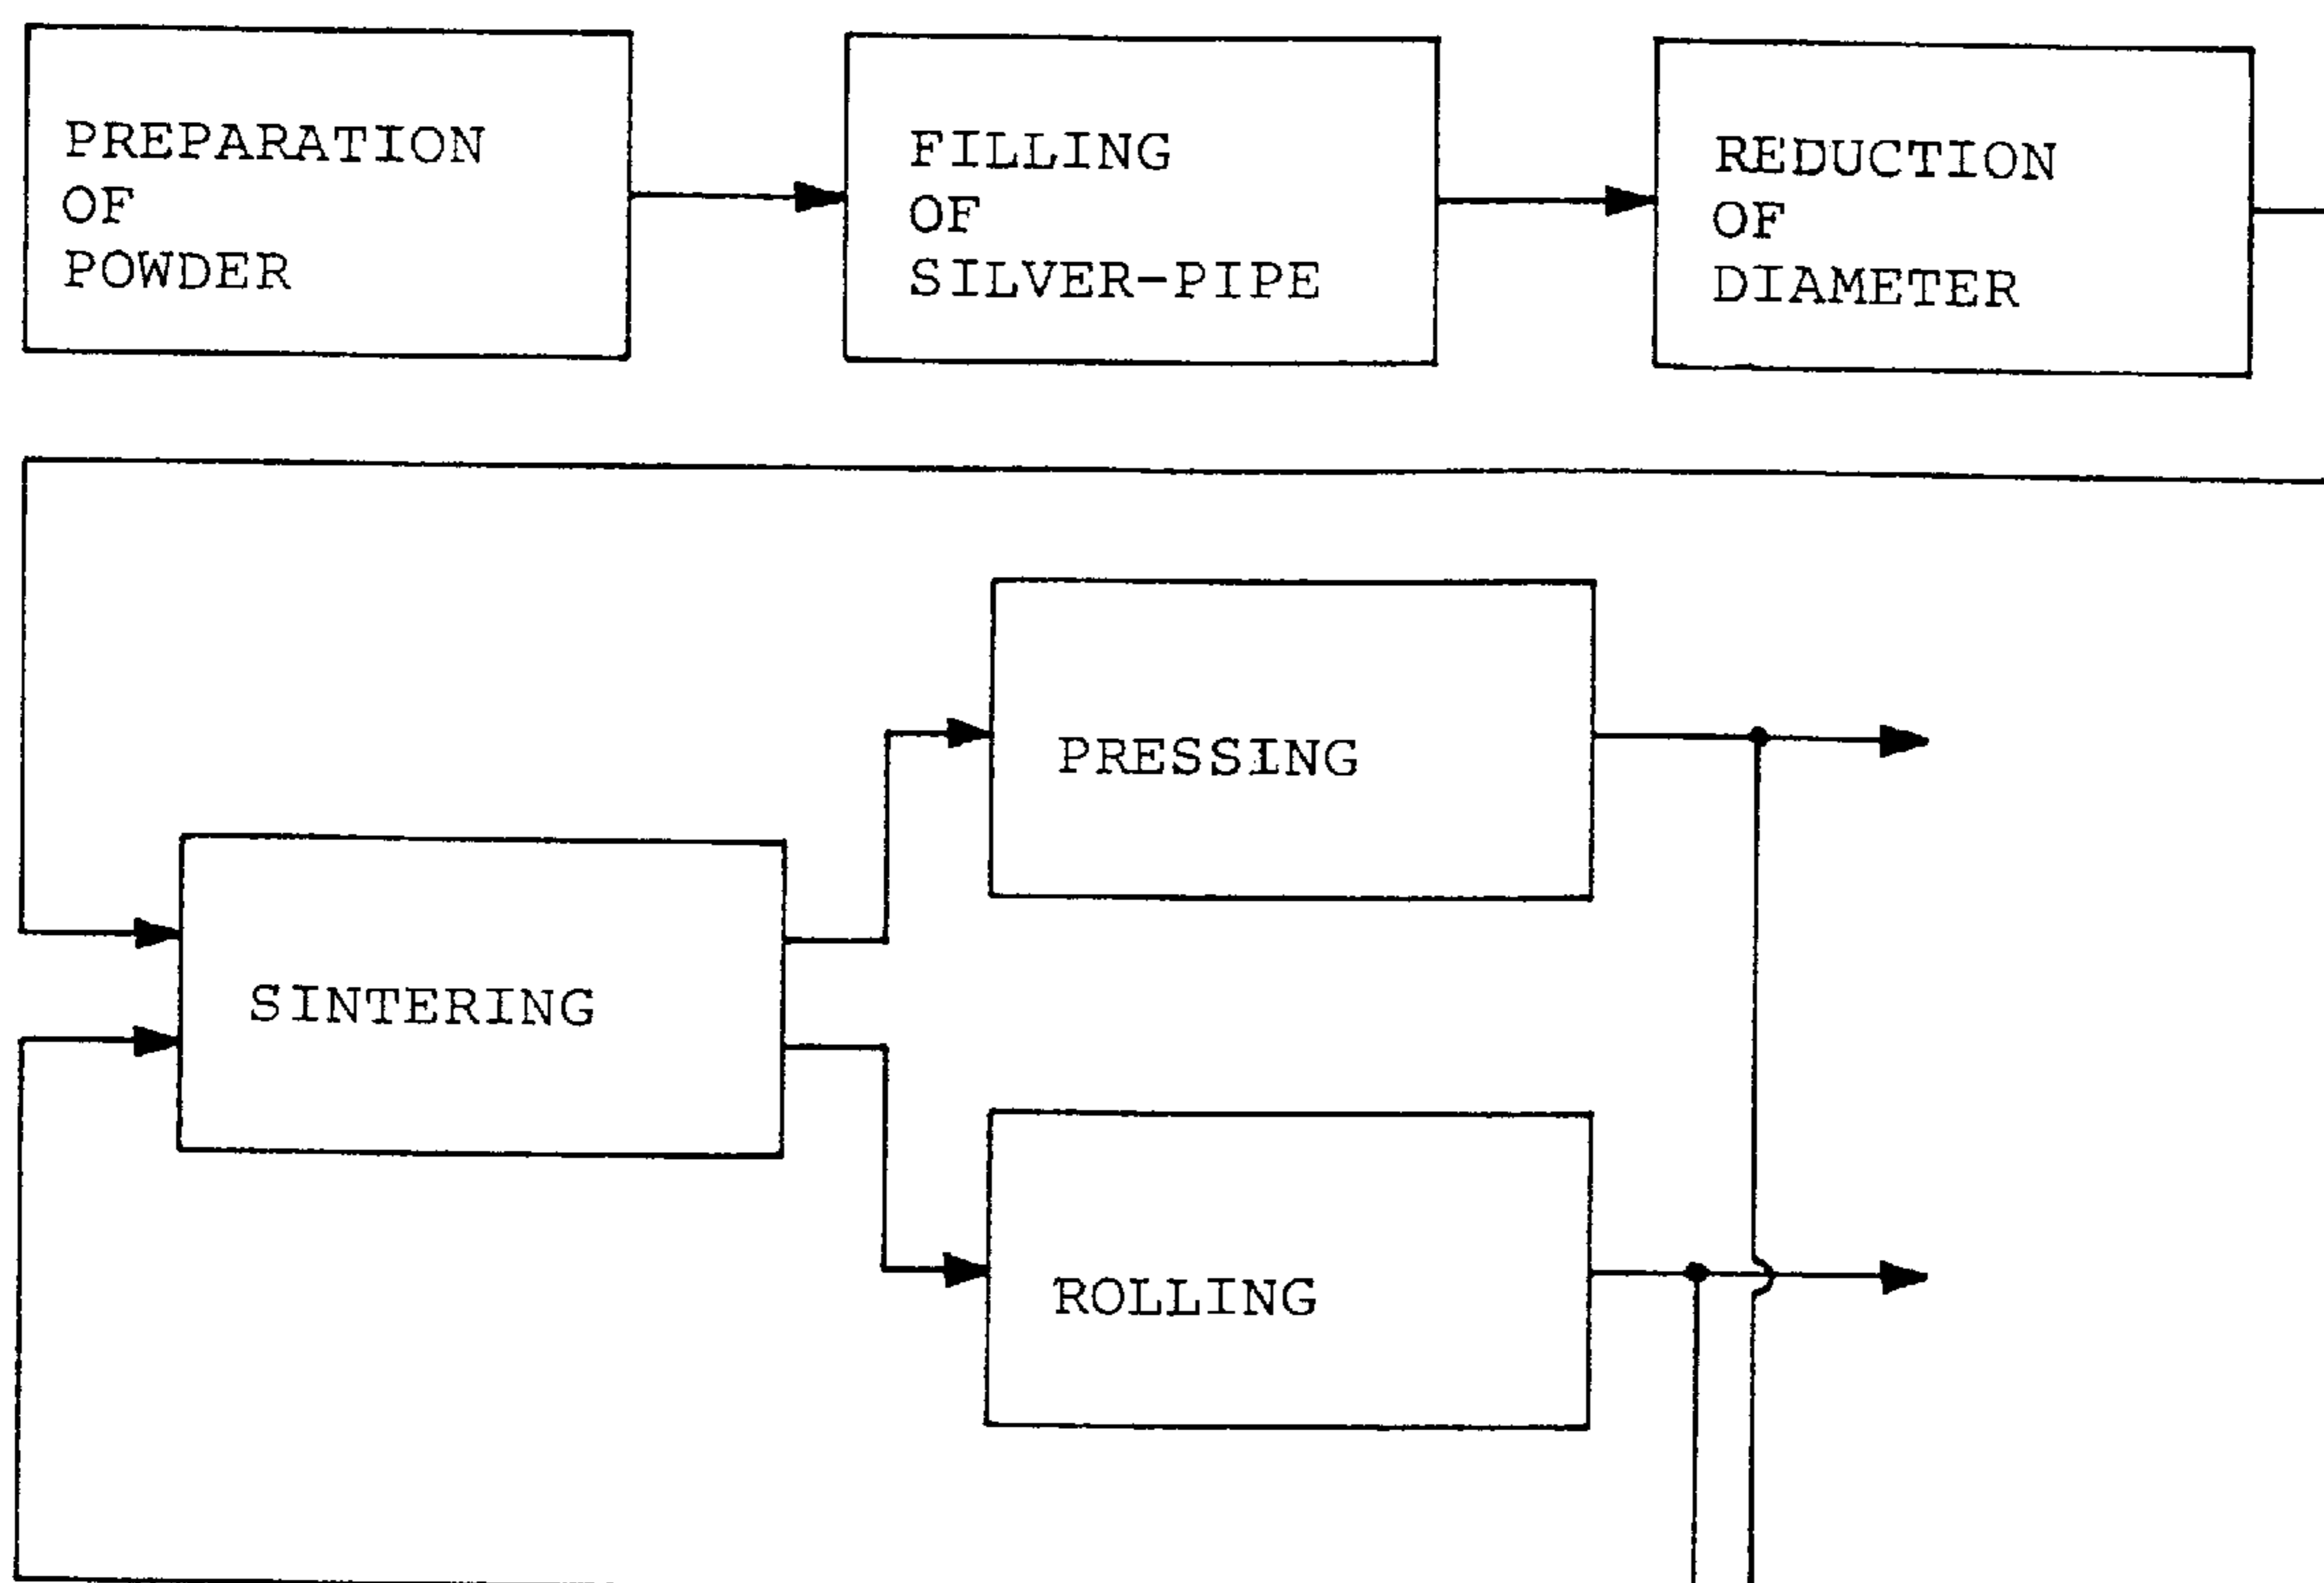 PREPARATION
OF
POWDER
FILLING
OF
SILVER-PIPE
REDUCTION
OF
DIAMETER
PRESSING
SINTERING
ROLLING